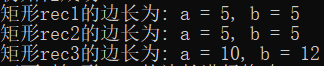 矩形rec1的边长为: a = 5, b = 5
矩形rec2的边长为: a = 5, b = 5
矩形rec3的边长为: a = 10, b = 12